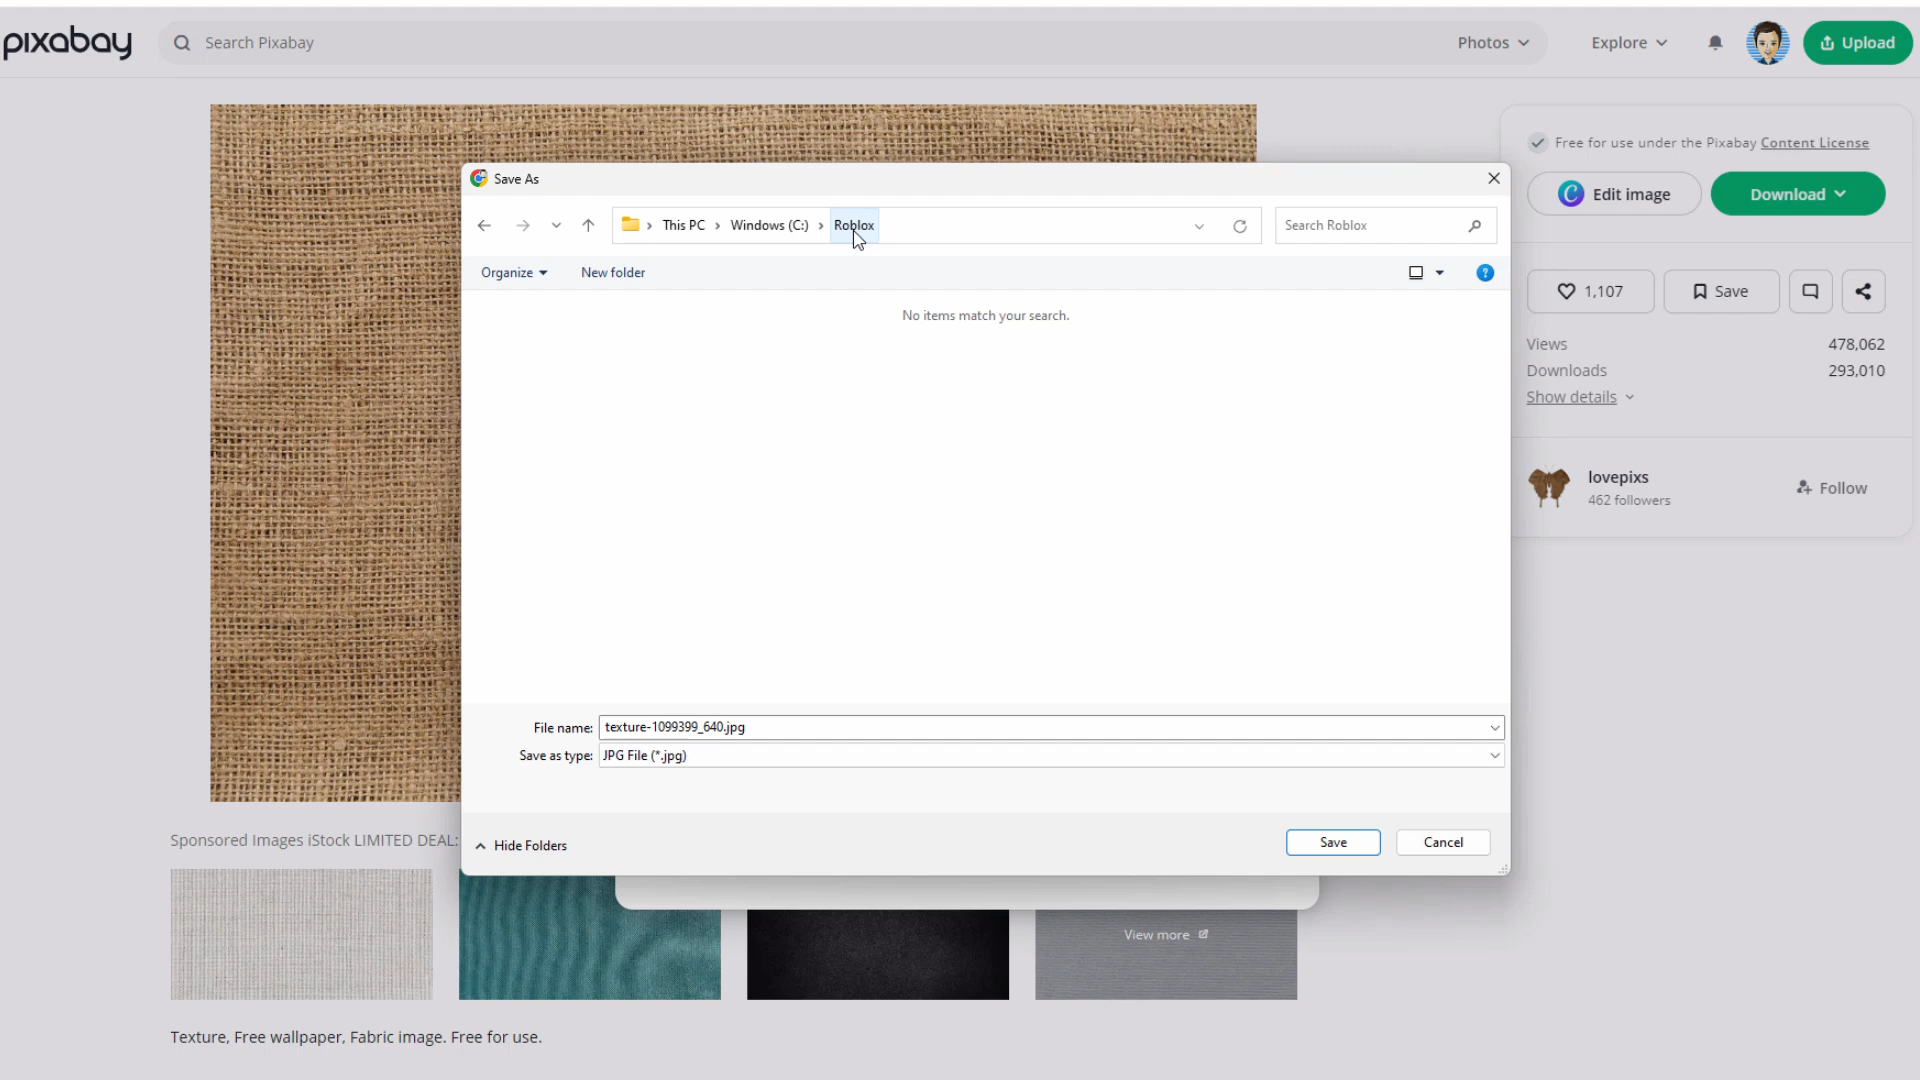 pixabay
Search Pixabay
Photos
Explore
Upload
Free for use under the Pixabay Content License
Edit image
Download
1,107
Save
Views 478,062
Downloads 293,010
Show details
lovepixs
462 followers
Follow
Save As
This PC > Windows (C:) > Roblox
Search Roblox
Organize
New folder
?
No items match your search.
File name: texture-1099399_640.jpg
Save as type: JPG File (*.jpg)
Hide Folders
Save
Cancel
Sponsored Images iStock LIMITED DEAL:
View more
Texture, Free wallpaper, Fabric image. Free for use.